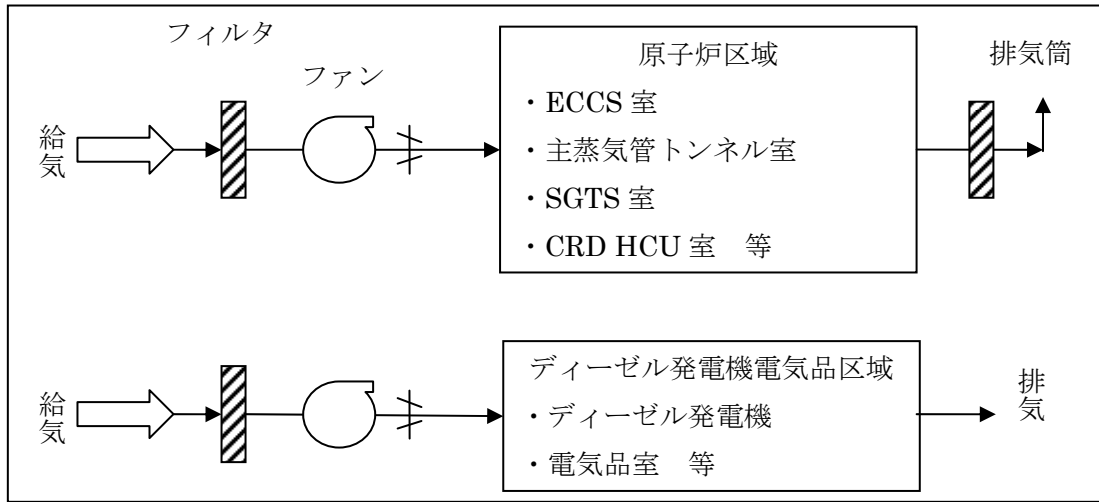 フィルタ
ファン
給気
原子炉区域
・ECCS 室
・主蒸気管トンネル室
・SGTS 室
・CRD HCU 室　等
排気筒
給気
ディーゼル発電機電気品区域
・ディーゼル発電機
・電気品室　等
排気